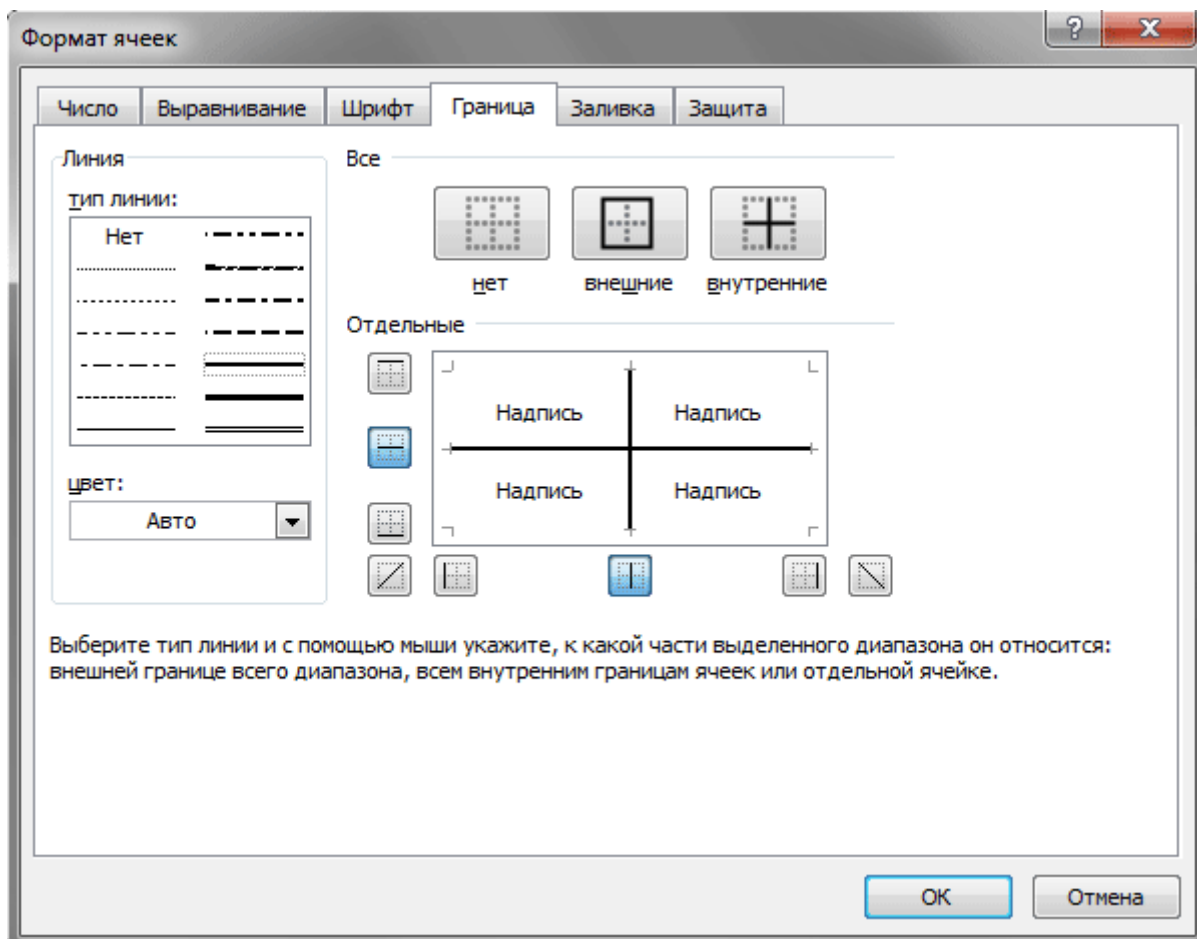 Формат ячеек
?
Число Выравнивание Шрифт Граница Заливка Защита
Линия
тип линии:
Нет
цвет:
Авто
Все
нет внешние внутренние
Отдельные
Надпись Надпись
Надпись Надпись
Выберите тип линии и с помощью мыши укажите, к какой части выделенного диапазона он относится:
внешней границе всего диапазона, всем внутренним границам ячеек или отдельной ячейке.
ОК Отмена